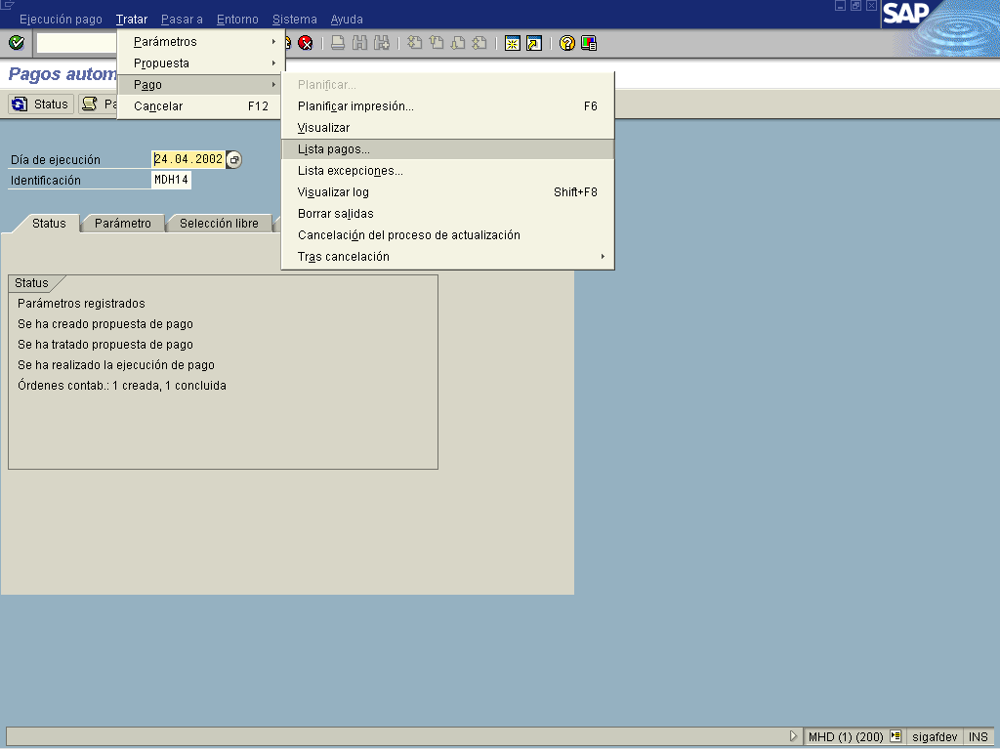 Ejecución pago Tratar Pasar a Entorno Sistema Ayuda
SAP
Parámetros
Propuesta
Pago
Cancelar F12
Pagos autom
Status
Planificar...
Planificar impresión... F6
Visualizar
Lista pagos...
Lista excepciones...
Visualizar log Shift+F8
Borrar salidas
Cancelación del proceso de actualización
Tras cancelación
Día de ejecución 24.04.2002
Identificación MDH14
Status Parámetro Selección libre
Status
Parámetros registrados
Se ha creado propuesta de pago
Se ha tratado propuesta de pago
Se ha realizado la ejecución de pago
Órdenes contab.: 1 creada, 1 concluida
MHD (1) (200) sigafdev INS